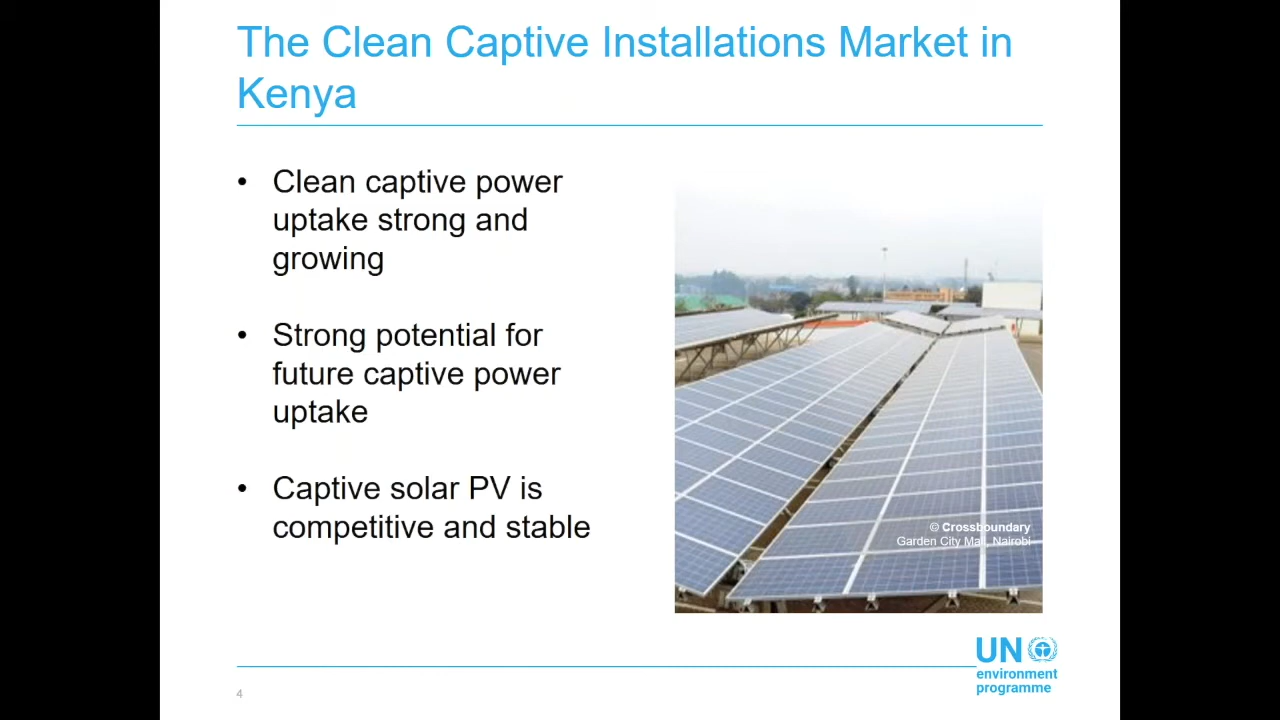 The Clean Captive Installations Market in
Kenya
• Clean captive power
uptake strong and
growing
• Strong potential for
future captive power
uptake
• Captive solar PV is
competitive and stable
© Crossboundary
Garden City Mall, Nairobi
UN
environment
programme
4